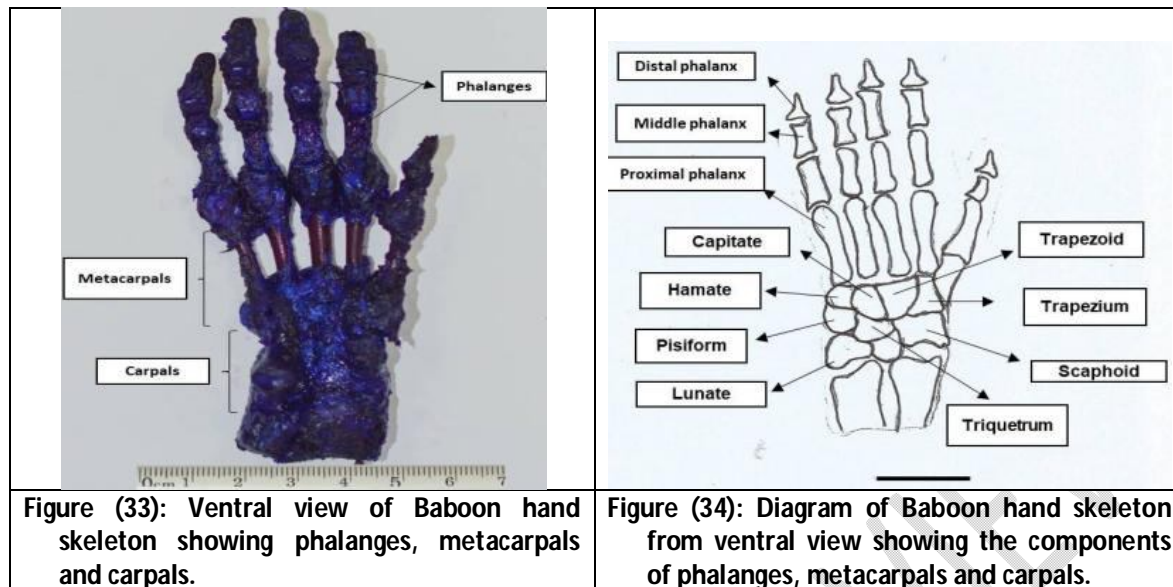 Phalanges
Metacarpals
Carpals
0cm 1 2 3 4 5 6 7
Figure (33): Ventral view of Baboon hand
skeleton showing phalanges, metacarpals
and carpals.
Distal phalanx
Middle phalanx
Proximal phalanx
Capitate
Hamate
Pisiform
Lunate
Trapezoid
Trapezium
Scaphoid
Triquetrum
Figure (34): Diagram of Baboon hand skeleton
from ventral view showing the components
of phalanges, metacarpals and carpals.